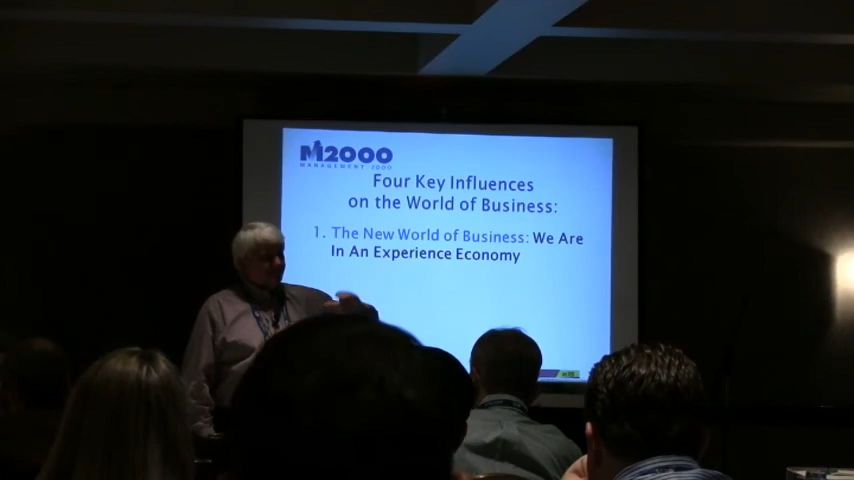 M2000
MANAGEMENT 2000
Four Key Influences
on the World of Business:
1. The New World of Business: We Are
In An Experience Economy